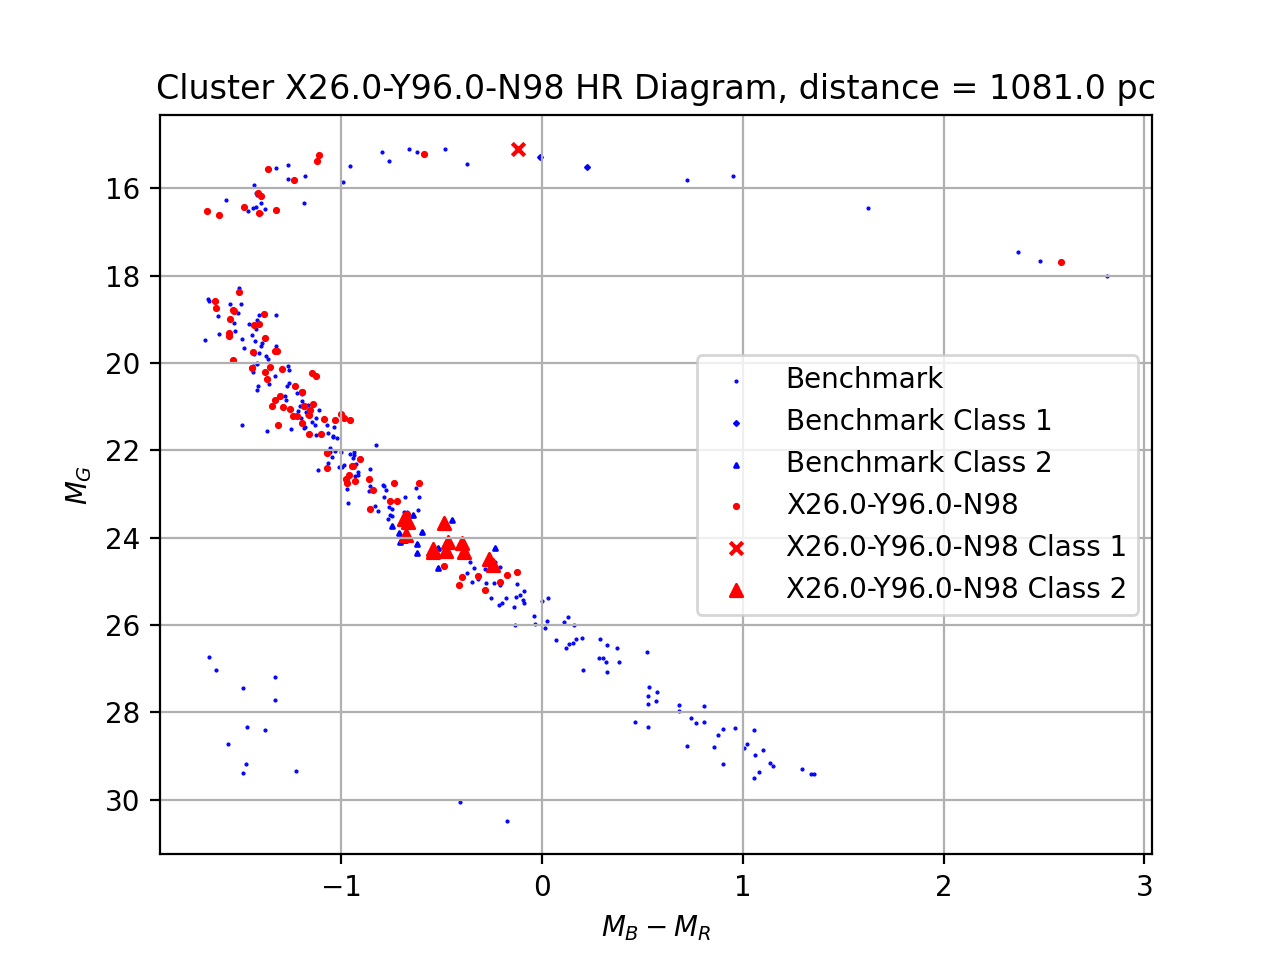 Cluster X26.0-Y96.0-N98 HR Diagram, distance = 1081.0 pc
16
18
20
22
24
26
28
30
M_G
Benchmark
Benchmark Class 1
Benchmark Class 2
X26.0-Y96.0-N98
X26.0-Y96.0-N98 Class 1
X26.0-Y96.0-N98 Class 2
−1 0 1 2 3
M_B − M_R